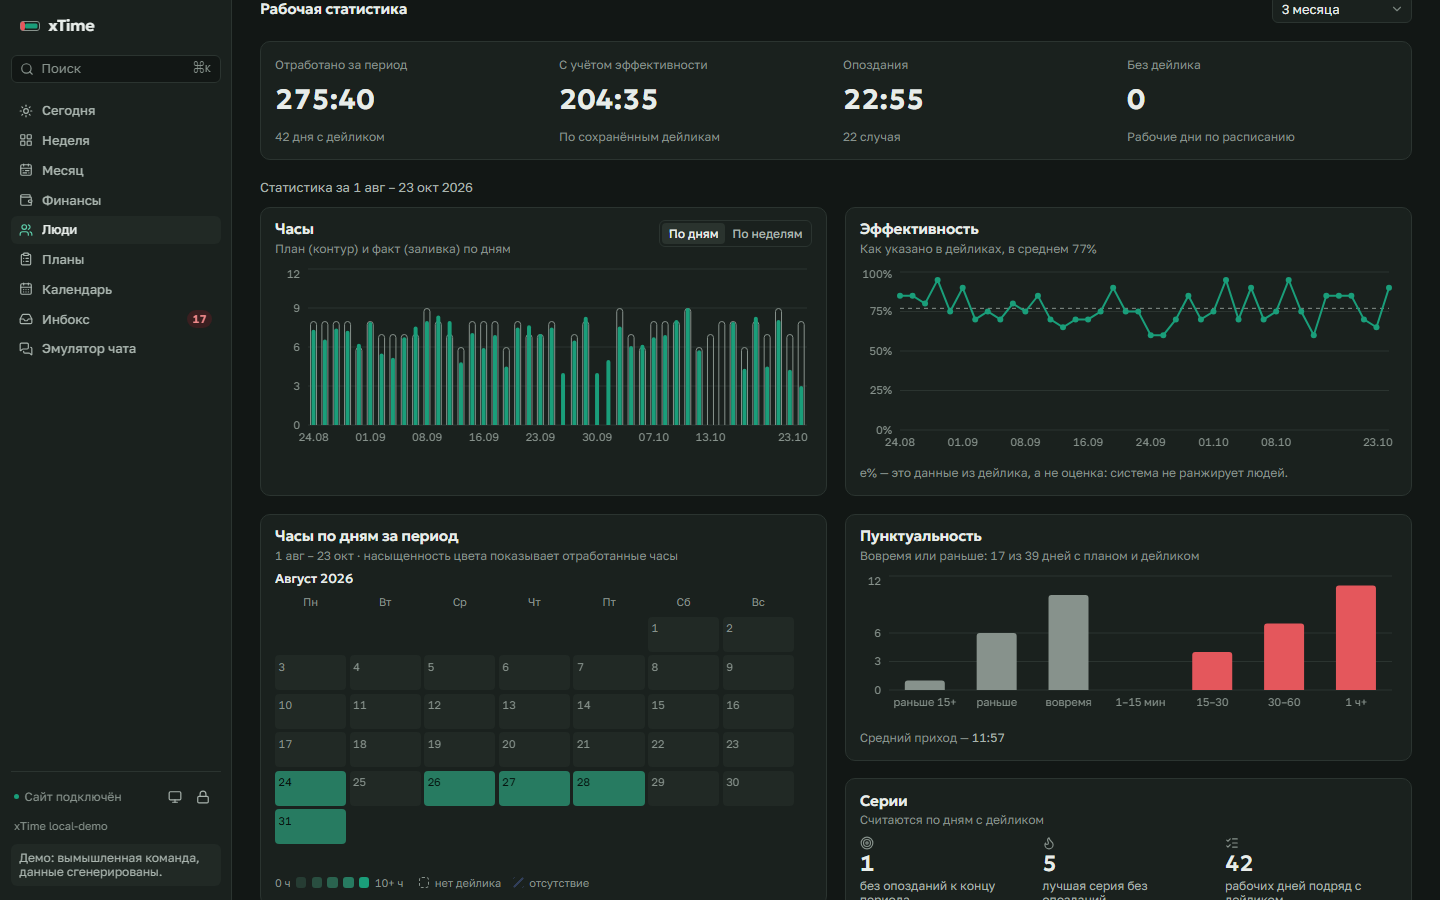 xTime
Поиск
⌘K
Сегодня
Неделя
Месяц
Финансы
Люди
Планы
Календарь
Инбокс
17
Эмулятор чата
Сайт подключён
xTime local-demo
Демо: вымышленная команда,
данные сгенерированы.
Рабочая статистика
3 месяца
Отработано за период
275:40
42 дня с дейликом
С учётом эффективности
204:35
По сохранённым дейликам
Опоздания
22:55
22 случая
Без дейлика
0
Рабочие дни по расписанию
Статистика за 1 авг – 23 окт 2026
Часы
План (контур) и факт (заливка) по дням
По дням
По неделям
12
9
6
3
0
24.08 01.09 08.09 16.09 23.09 30.09 07.10 13.10 23.10
Эффективность
Как указано в дейликах, в среднем 77%
100%
75%
50%
25%
0%
24.08 01.09 08.09 16.09 24.09 01.10 08.10 23.10
e% — это данные из дейлика, а не оценка: система не ранжирует людей.
Часы по дням за период
1 авг – 23 окт · насыщенность цвета показывает отработанные часы
Август 2026
Пн Вт Ср Чт Пт Сб Вс
1 2
3 4 5 6 7 8 9
10 11 12 13 14 15 16
17 18 19 20 21 22 23
24 25 26 27 28 29 30
31
0 ч 10+ ч нет дейлика отсутствие
Пунктуальность
Вовремя или раньше: 17 из 39 дней с планом и дейликом
12
6
3
0
раньше 15+ раньше вовремя 1–15 мин 15–30 30–60 1 ч+
Средний приход — 11:57
Серии
Считаются по дням с дейликом
1
без опозданий к концу
периода
5
лучшая серия без
опозданий
42
рабочих дней подряд с
дейликом